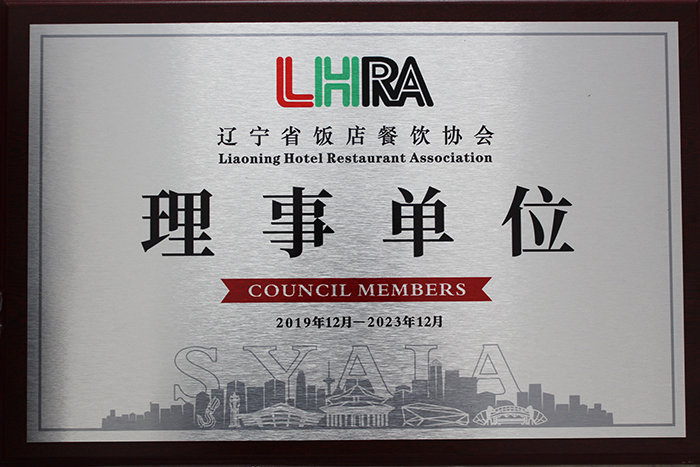 LHRA
辽宁省饭店餐饮协会
Liaoning Hotel Restaurant Association
理事单位
COUNCIL MEMBERS
2019年12月—2023年12月
SYAIA